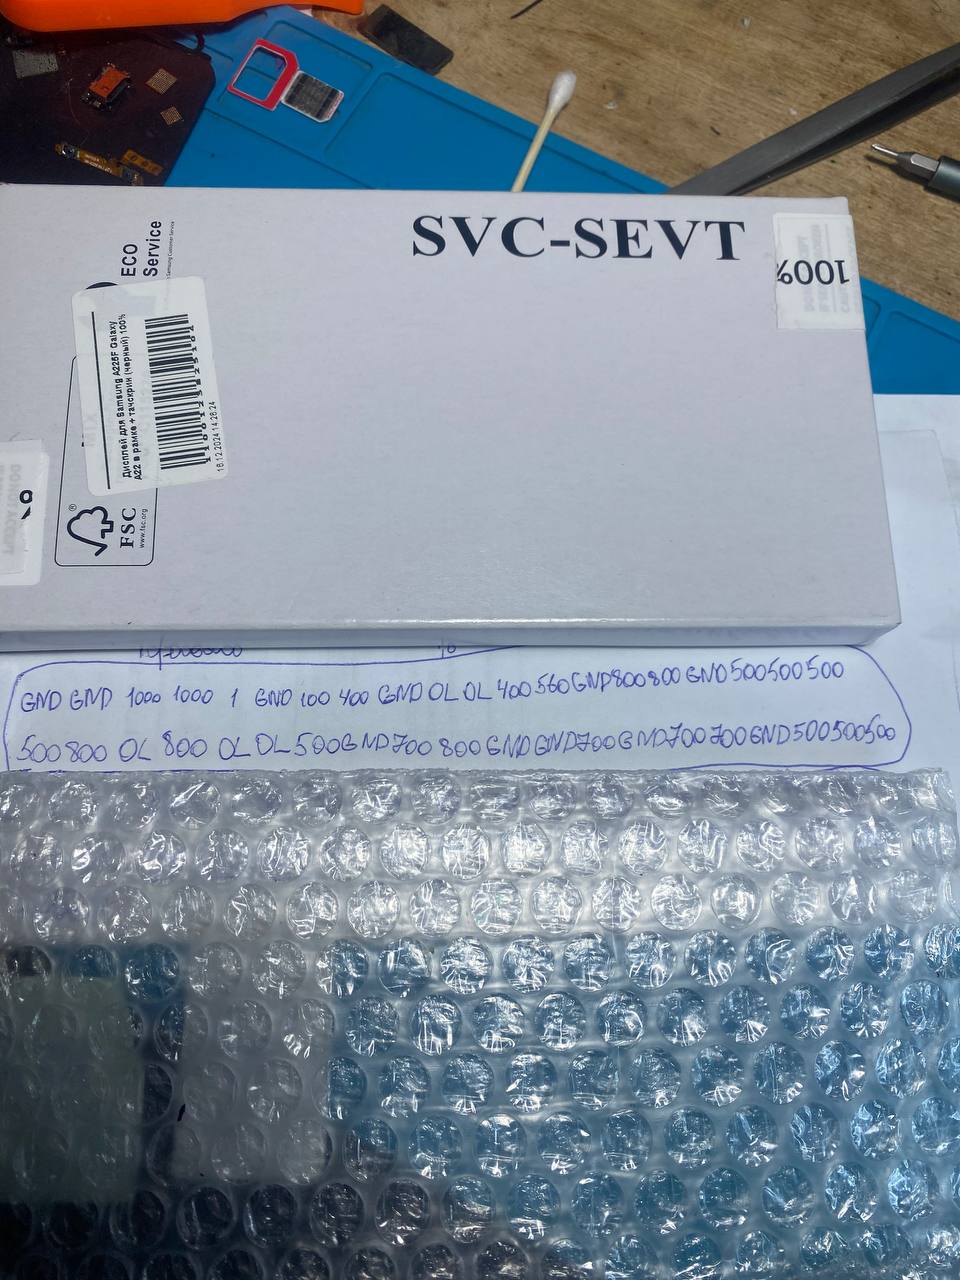 SVC-SEVT
100%
ECO
Service
Дисплей для Samsung A225F Galaxy
A22 в рамке + тачскрин (черный) 100%
18.12.2024 14:26:24
FSC
®
www.fsc.org
GND GND 1000 1000 1 GND 100 400 GND OL OL 400 560 GND 800 800 GND 500 500 500
500 800 OL 800 OL OL 500 GND 700 800 GND GND 700 GND 700 700 GND 500 500 500